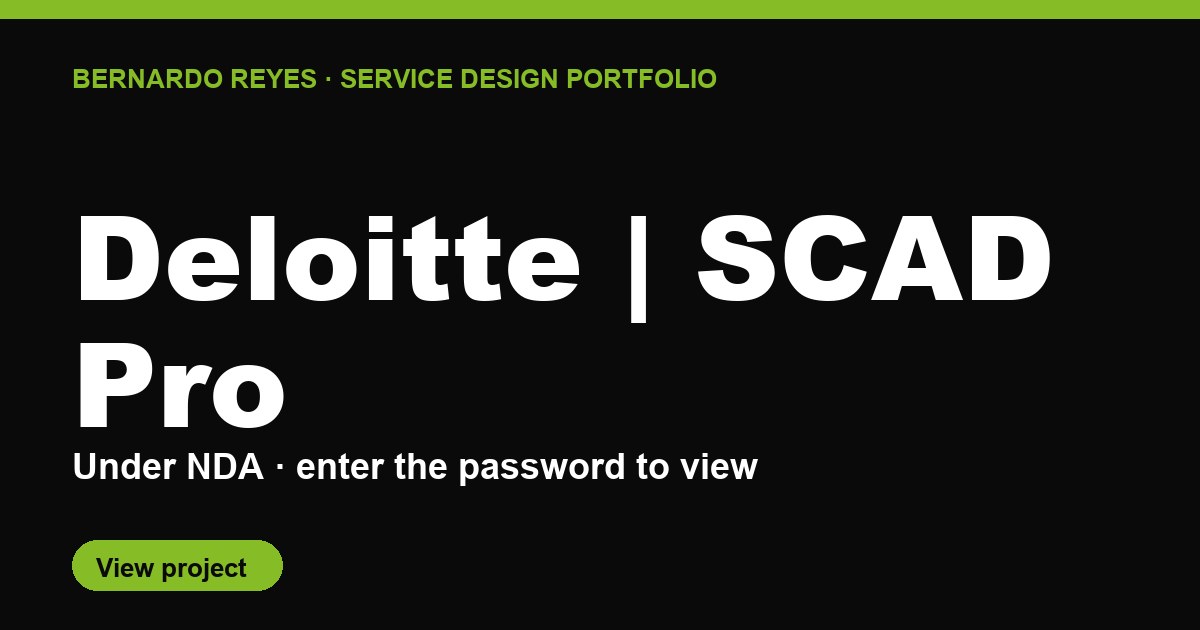 BERNARDO REYES · SERVICE DESIGN PORTFOLIO
Deloitte | SCAD
Pro
Under NDA · enter the password to view
View project